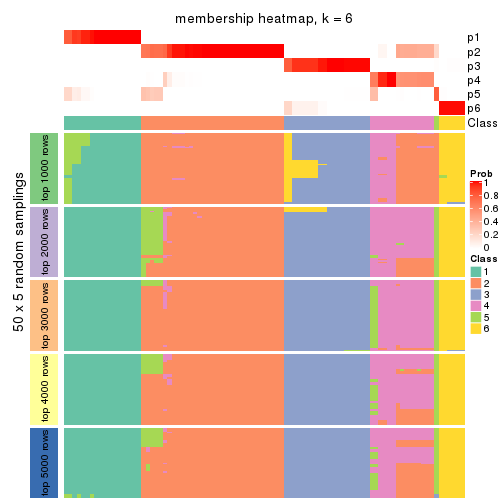 membership heatmap, k = 6
p1
p2
p3
p4
p5
p6
Class
50 x 5 random samplings
top 1000 rows
top 2000 rows
top 3000 rows
top 4000 rows
top 5000 rows
Prob
1
0.8
0.6
0.4
0.2
0
Class
1
2
3
4
5
6